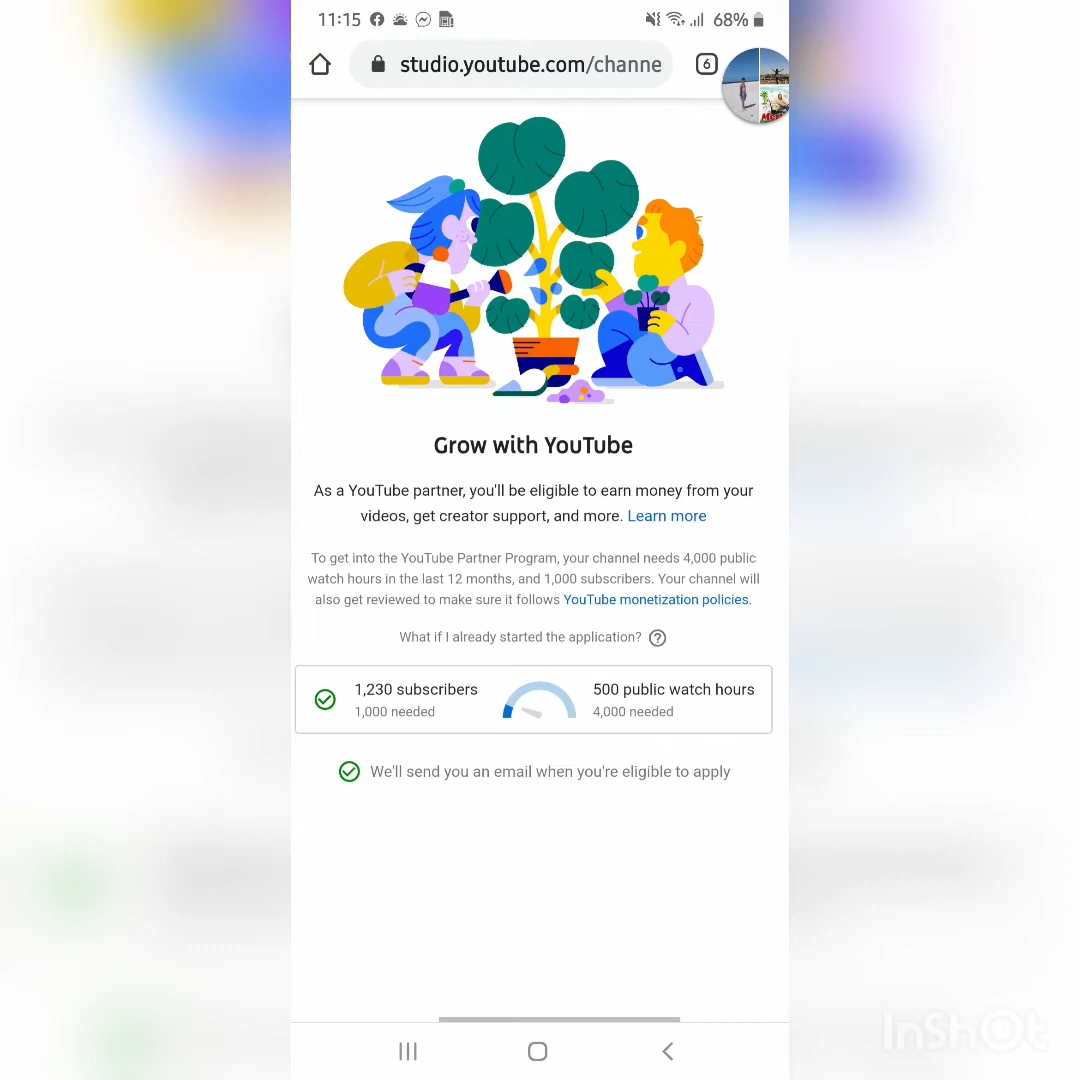 11:15 68%
studio.youtube.com/channe 6
Grow with YouTube
As a YouTube partner, you'll be eligible to earn money from your
videos, get creator support, and more. Learn more
To get into the YouTube Partner Program, your channel needs 4,000 public
watch hours in the last 12 months, and 1,000 subscribers. Your channel will
also get reviewed to make sure it follows YouTube monetization policies.
What if I already started the application? ?
1,230 subscribers 500 public watch hours
1,000 needed 4,000 needed
We'll send you an email when you're eligible to apply
InShOt